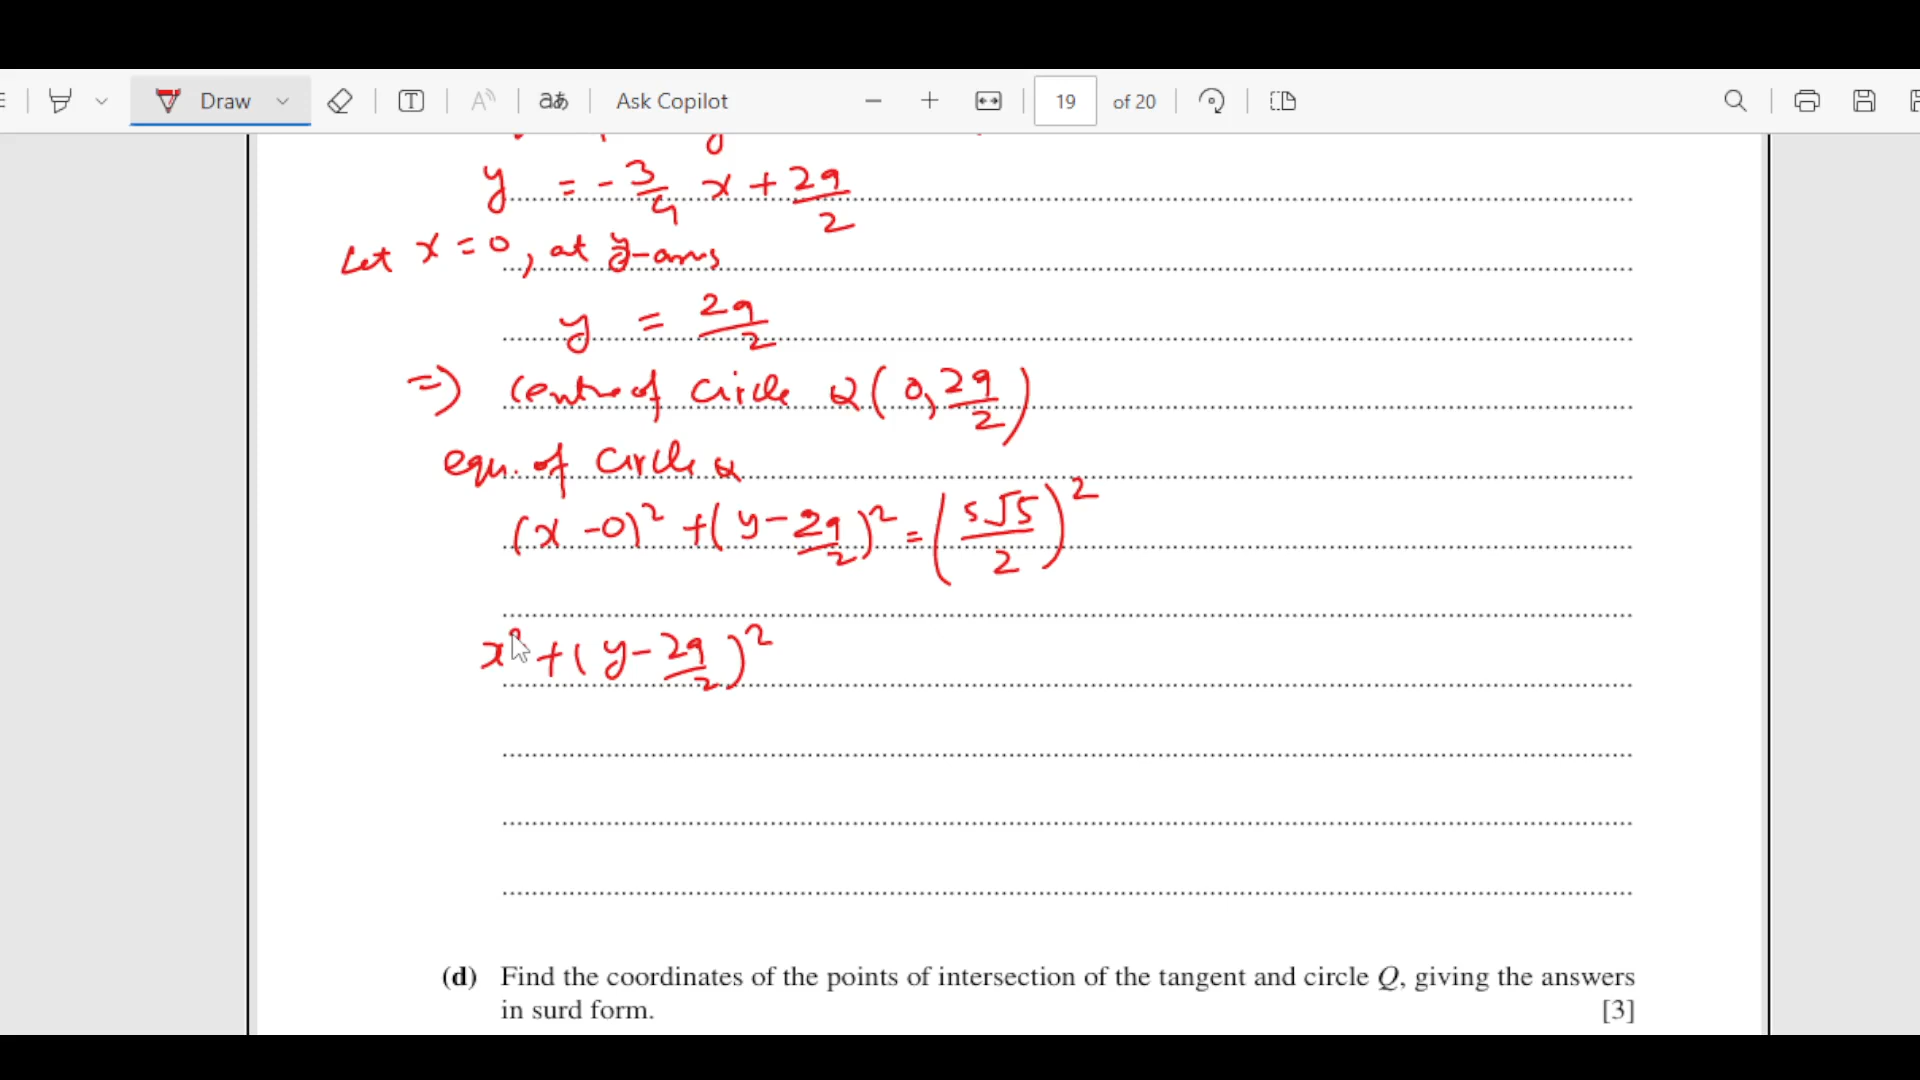 Draw aあ Ask Copilot 19 of 20
y = -3/4 x + 29/2
Let x = 0, at y-axis
y = 29/2
=) Centre of Circle Q (0, 29/2)
equ. of Circle Q
(x - 0)² + (y - 29/2)² = (5√5/2)²
x² + (y - 29/2)²
(d) Find the coordinates of the points of intersection of the tangent and circle Q, giving the answers
in surd form. [3]